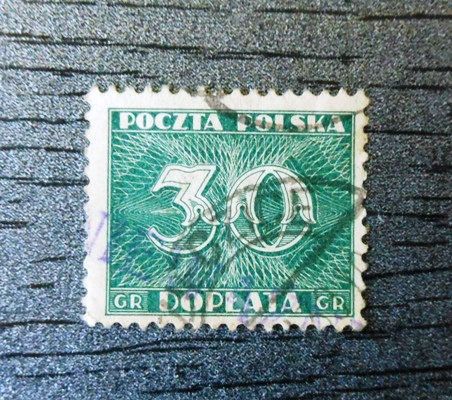 POCZTA POLSKA
30
GR DOPŁATA GR